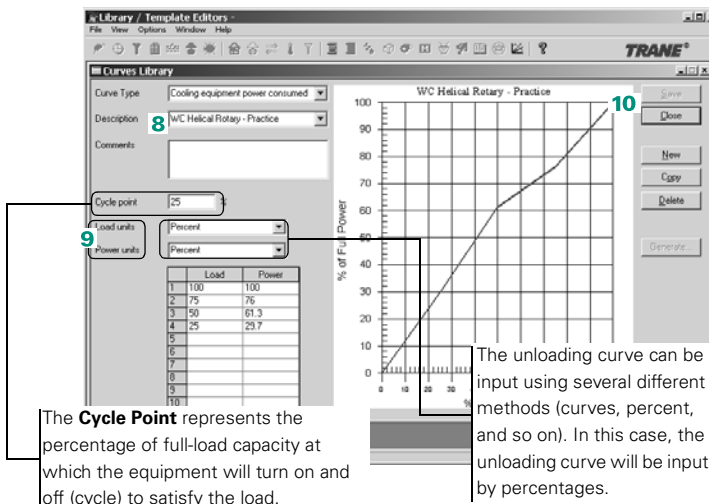 Library / Template Editors -
File View Options Window Help
TRANE®
Curves Library
Curve Type
Cooling equipment power consumed
Description
8
WC Helical Rotary - Practice
Comments
Cycle point
25
%
9
Load units
Percent
Power units
Percent
Load Power
1 100 100
2 75 76
3 50 61.3
4 25 29.7
5
6
7
8
9
10
WC Helical Rotary - Practice
10
% of Full Power
100
90
80
70
60
50
40
30
20
10
0
0 10 20 30
%
Save
Close
New
Copy
Delete
Generate...
The Cycle Point represents the
percentage of full-load capacity at
which the equipment will turn on and
off (cycle) to satisfy the load.
The unloading curve can be
input using several different
methods (curves, percent,
and so on). In this case, the
unloading curve will be input
by percentages.